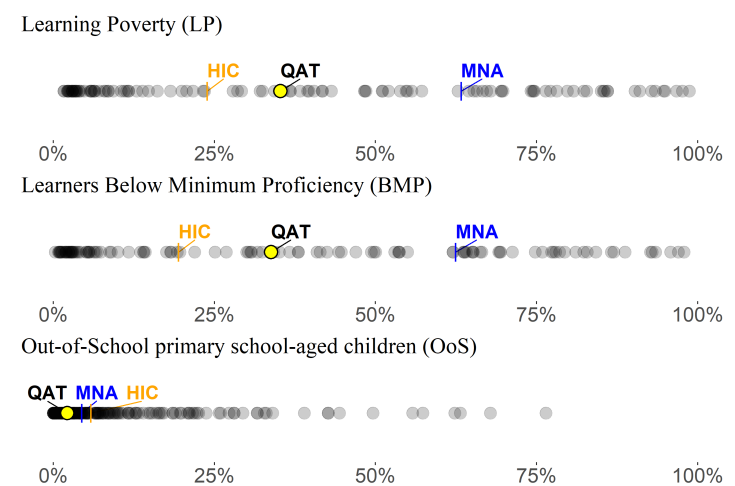 Learning Poverty (LP)
HIC QAT MNA
0% 25% 50% 75% 100%
Learners Below Minimum Proficiency (BMP)
HIC QAT MNA
0% 25% 50% 75% 100%
Out-of-School primary school-aged children (OoS)
QAT MNA HIC
0% 25% 50% 75% 100%